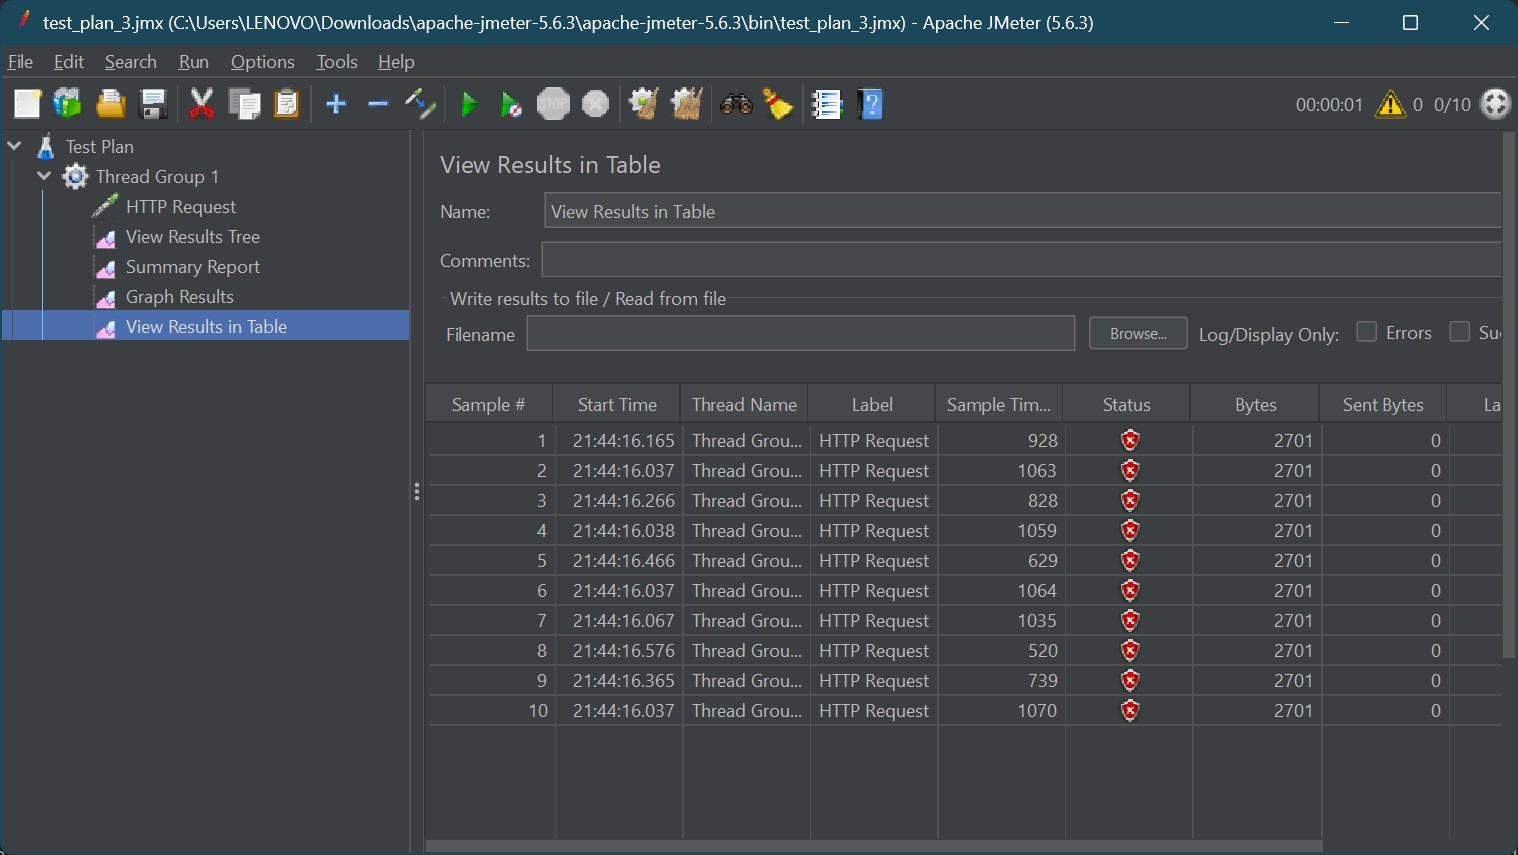 test_plan_3.jmx (C:\Users\LENOVO\Downloads\apache-jmeter-5.6.3\apache-jmeter-5.6.3\bin\test_plan_3.jmx) - Apache JMeter (5.6.3)
File Edit Search Run Options Tools Help
STOP 00:00:01 0 0/10
Test Plan
Thread Group 1
HTTP Request
View Results Tree
Summary Report
Graph Results
View Results in Table
View Results in Table
Name: View Results in Table
Comments:
Write results to file / Read from file
Filename Browse... Log/Display Only: Errors Su
Sample # Start Time Thread Name Label Sample Tim... Status Bytes Sent Bytes La
1 21:44:16.165 Thread Grou... HTTP Request 928 2701 0
2 21:44:16.037 Thread Grou... HTTP Request 1063 2701 0
3 21:44:16.266 Thread Grou... HTTP Request 828 2701 0
4 21:44:16.038 Thread Grou... HTTP Request 1059 2701 0
5 21:44:16.466 Thread Grou... HTTP Request 629 2701 0
6 21:44:16.037 Thread Grou... HTTP Request 1064 2701 0
7 21:44:16.067 Thread Grou... HTTP Request 1035 2701 0
8 21:44:16.576 Thread Grou... HTTP Request 520 2701 0
9 21:44:16.365 Thread Grou... HTTP Request 739 2701 0
10 21:44:16.037 Thread Grou... HTTP Request 1070 2701 0